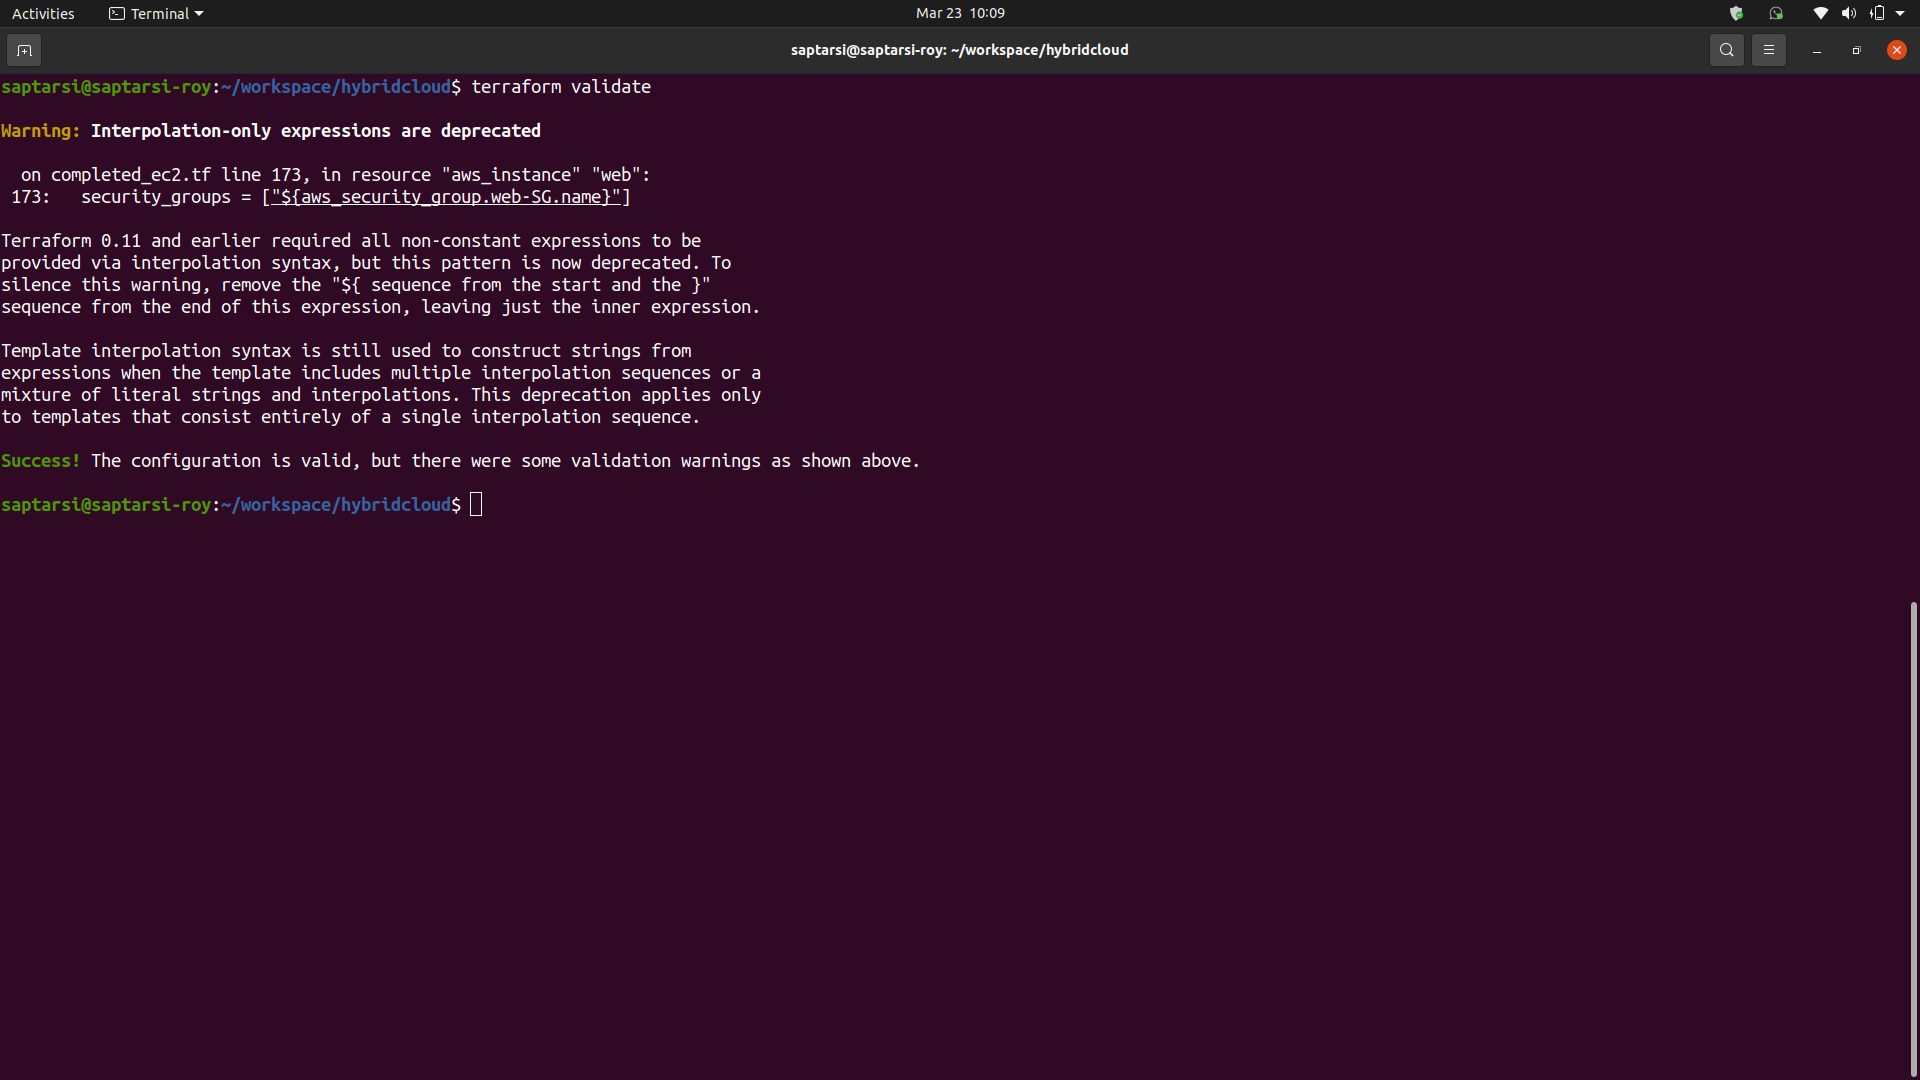 Activities Terminal Mar 23 10:09
saptarsi@saptarsi-roy: ~/workspace/hybridcloud
saptarsi@saptarsi-roy:~/workspace/hybridcloud$ terraform validate
Warning: Interpolation-only expressions are deprecated
on completed_ec2.tf line 173, in resource "aws_instance" "web":
173: security_groups = ["${aws_security_group.web-SG.name}"]
Terraform 0.11 and earlier required all non-constant expressions to be
provided via interpolation syntax, but this pattern is now deprecated. To
silence this warning, remove the "${ sequence from the start and the }"
sequence from the end of this expression, leaving just the inner expression.
Template interpolation syntax is still used to construct strings from
expressions when the template includes multiple interpolation sequences or a
mixture of literal strings and interpolations. This deprecation applies only
to templates that consist entirely of a single interpolation sequence.
Success! The configuration is valid, but there were some validation warnings as shown above.
saptarsi@saptarsi-roy:~/workspace/hybridcloud$